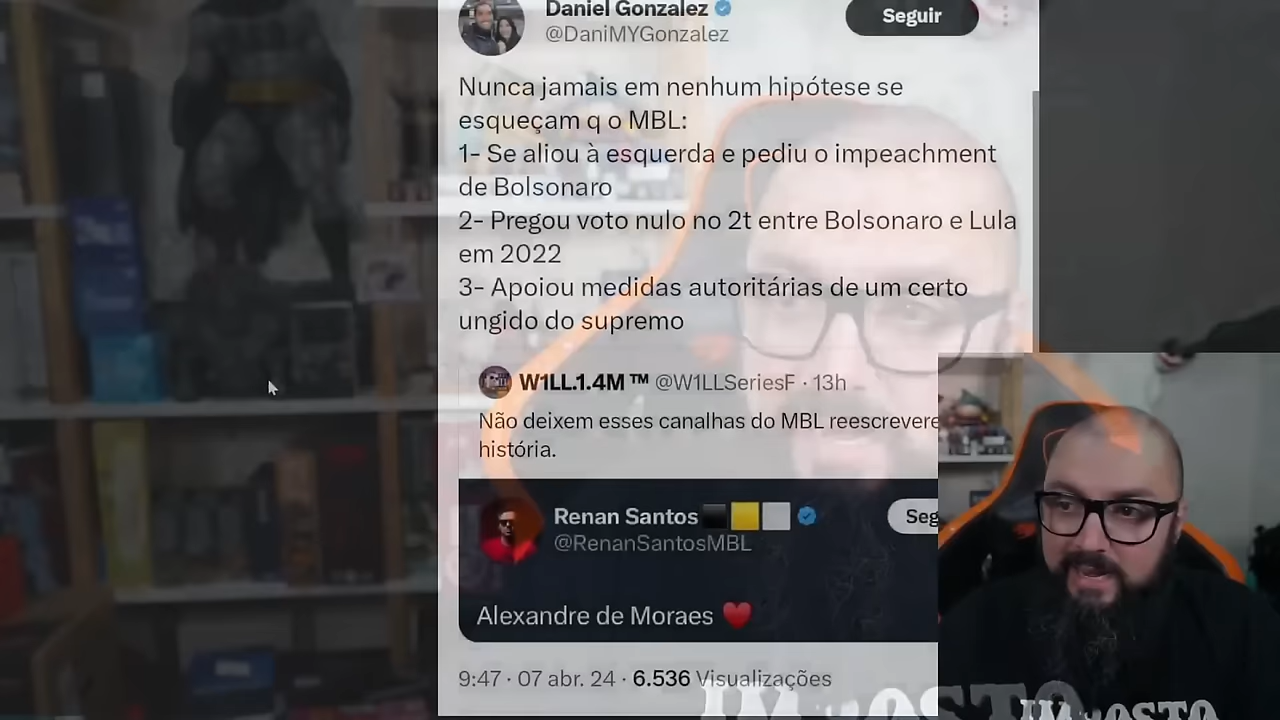 Daniel Gonzalez
@DaniMYGonzalez
Seguir
Nunca jamais em nenhum hipótese se
esqueçam q o MBL:
1- Se aliou à esquerda e pediu o impeachment
de Bolsonaro
2- Pregou voto nulo no 2t entre Bolsonaro e Lula
em 2022
3- Apoiou medidas autoritárias de um certo
ungido do supremo
W1LL.1.4M ™ @W1LLSeriesF · 13h
Não deixem esses canalhas do MBL reescrevere
história.
Renan Santos
@RenanSantosMBL
Seg
Alexandre de Moraes ♥
9:47 · 07 abr. 24 · 6.536 Visualizações